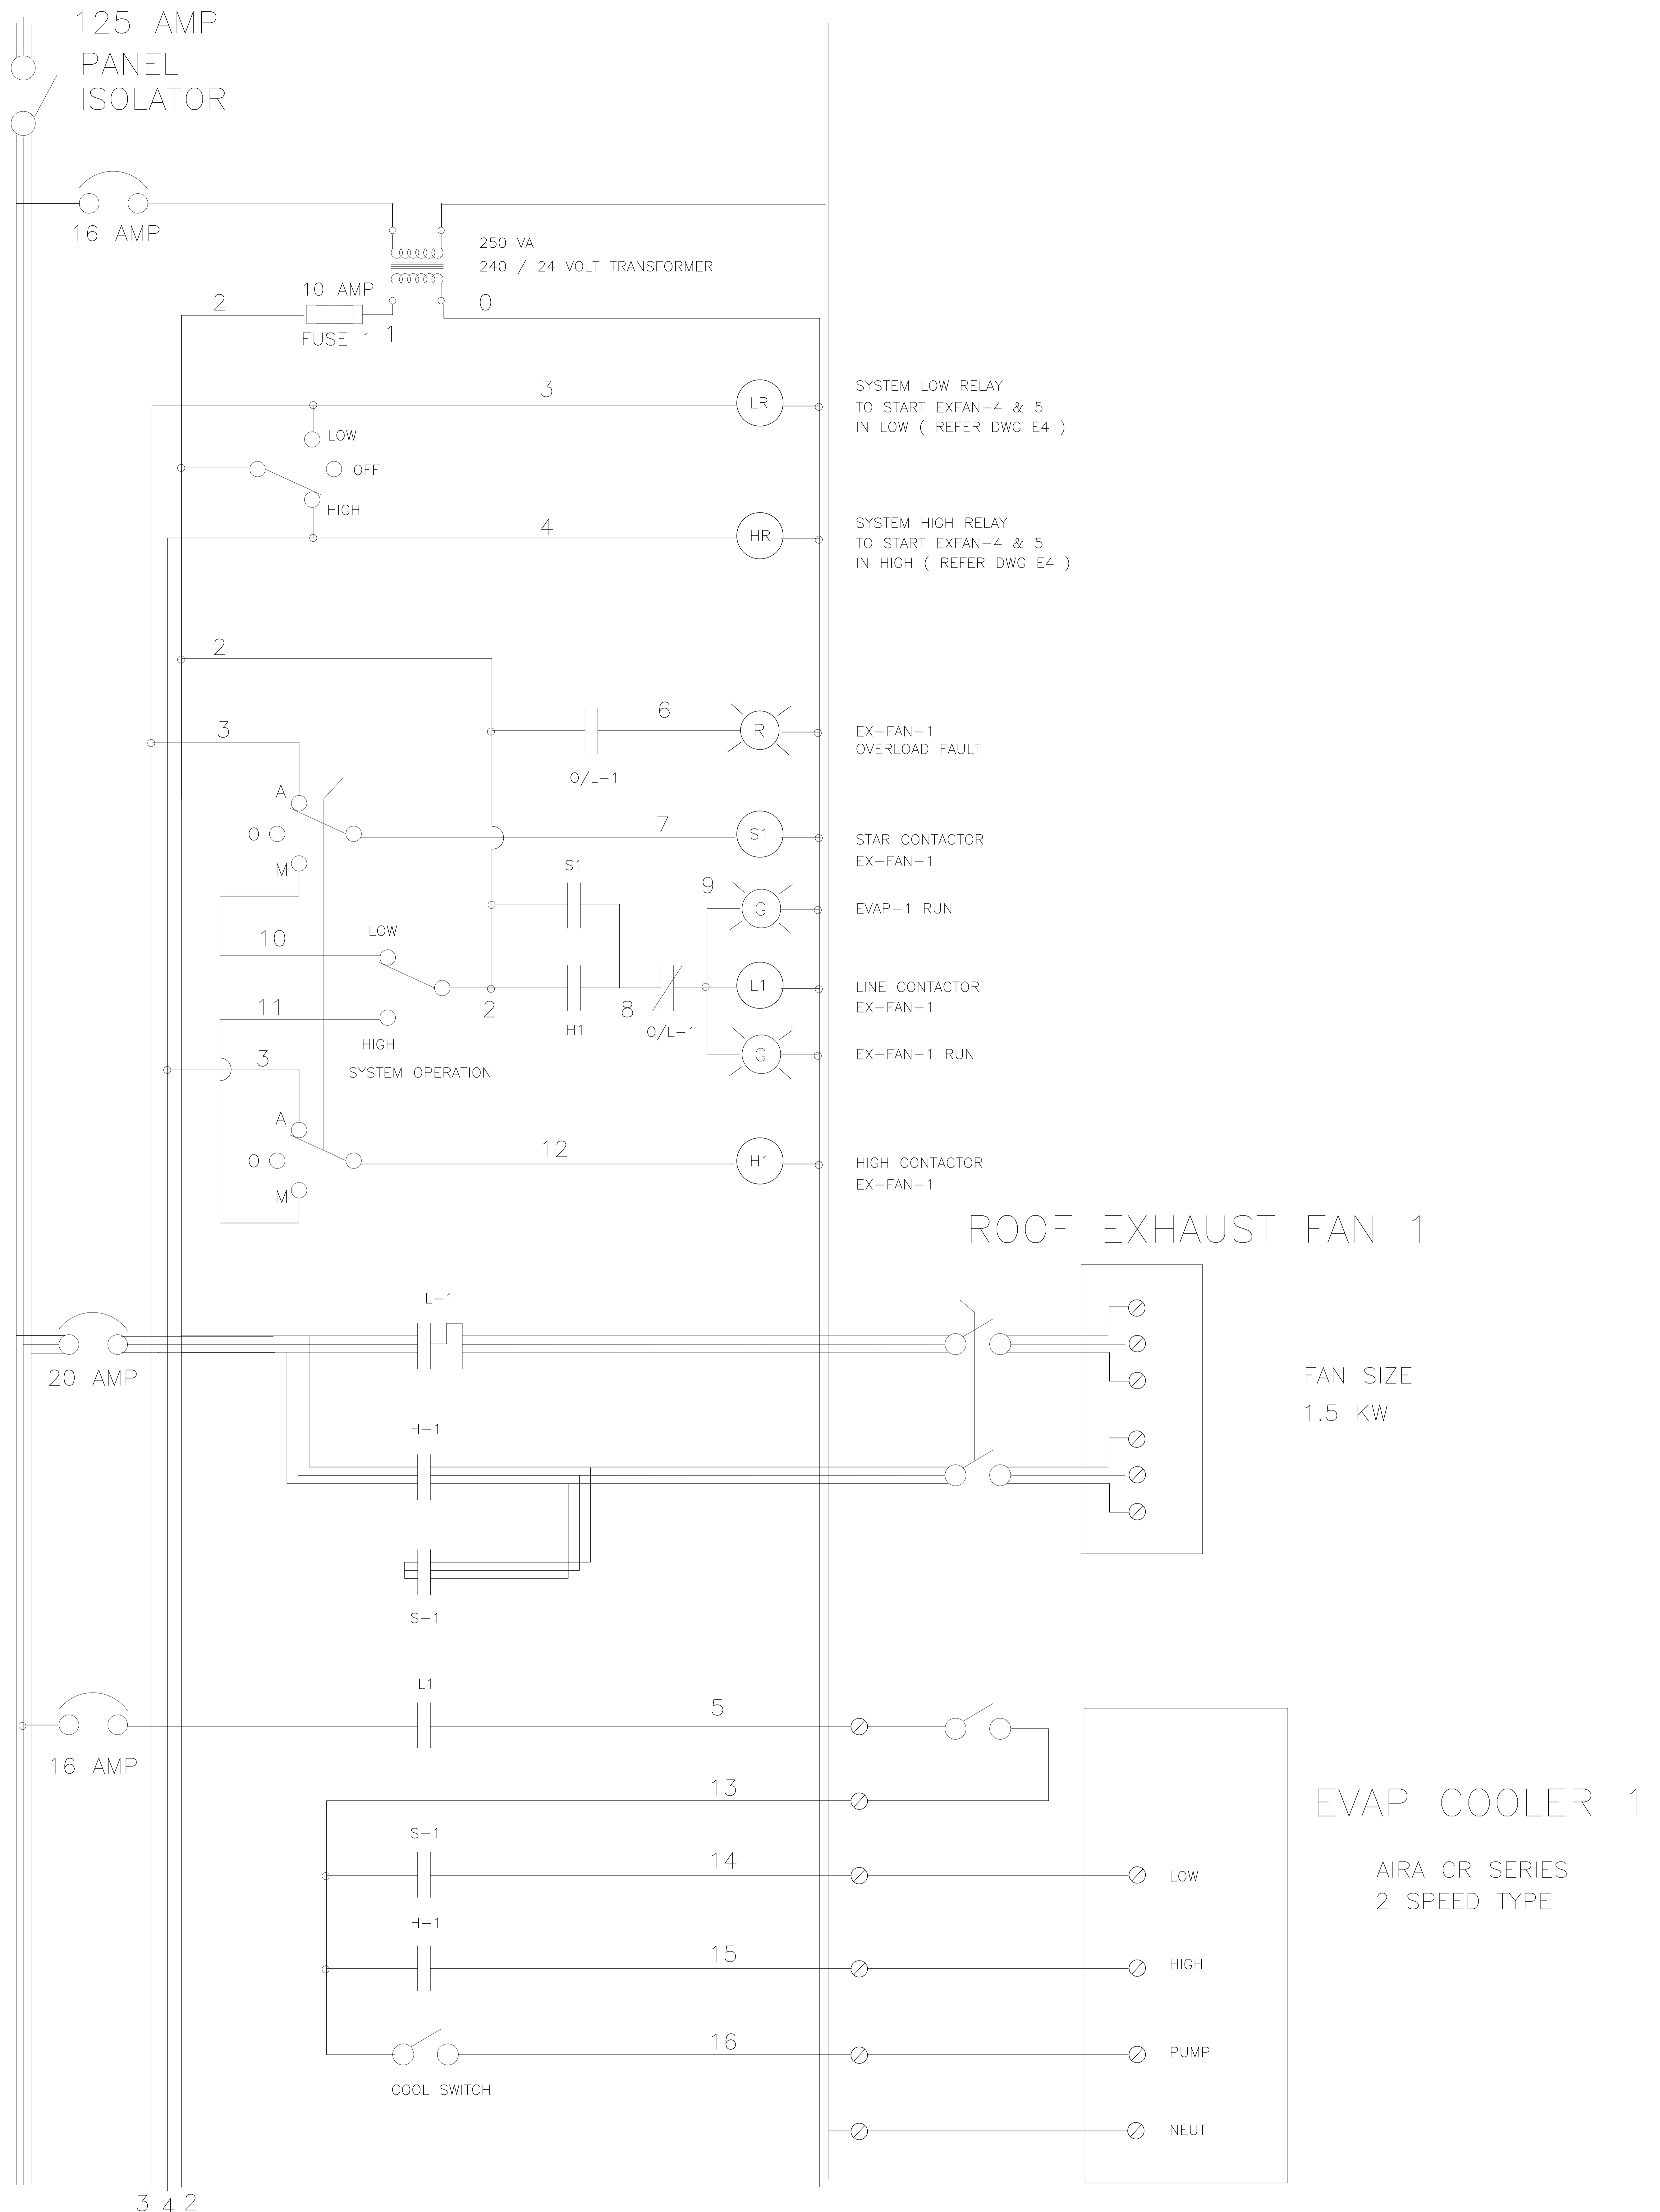 125 AMP
PANEL
ISOLATOR
16 AMP
250 VA
240 / 24 VOLT TRANSFORMER
10 AMP
2
0
FUSE 1
1
3
LR
SYSTEM LOW RELAY
TO START EXFAN-4 & 5
IN LOW ( REFER DWG E4 )
LOW
OFF
HIGH
4
HR
SYSTEM HIGH RELAY
TO START EXFAN-4 & 5
IN HIGH ( REFER DWG E4 )
2
6
R
EX-FAN-1
OVERLOAD FAULT
3
O/L-1
A
O
M
7
S1
STAR CONTACTOR
EX-FAN-1
S1
9
G
EVAP-1 RUN
10
LOW
L1
LINE CONTACTOR
EX-FAN-1
11
2
H1
8
O/L-1
HIGH
3
SYSTEM OPERATION
G
EX-FAN-1 RUN
A
O
M
12
H1
HIGH CONTACTOR
EX-FAN-1
ROOF EXHAUST FAN 1
L-1
20 AMP
FAN SIZE
1.5 KW
H-1
S-1
L1
5
16 AMP
13
EVAP COOLER 1
S-1
14
LOW
AIRA CR SERIES
2 SPEED TYPE
H-1
15
HIGH
16
PUMP
COOL SWITCH
NEUT
3 4 2